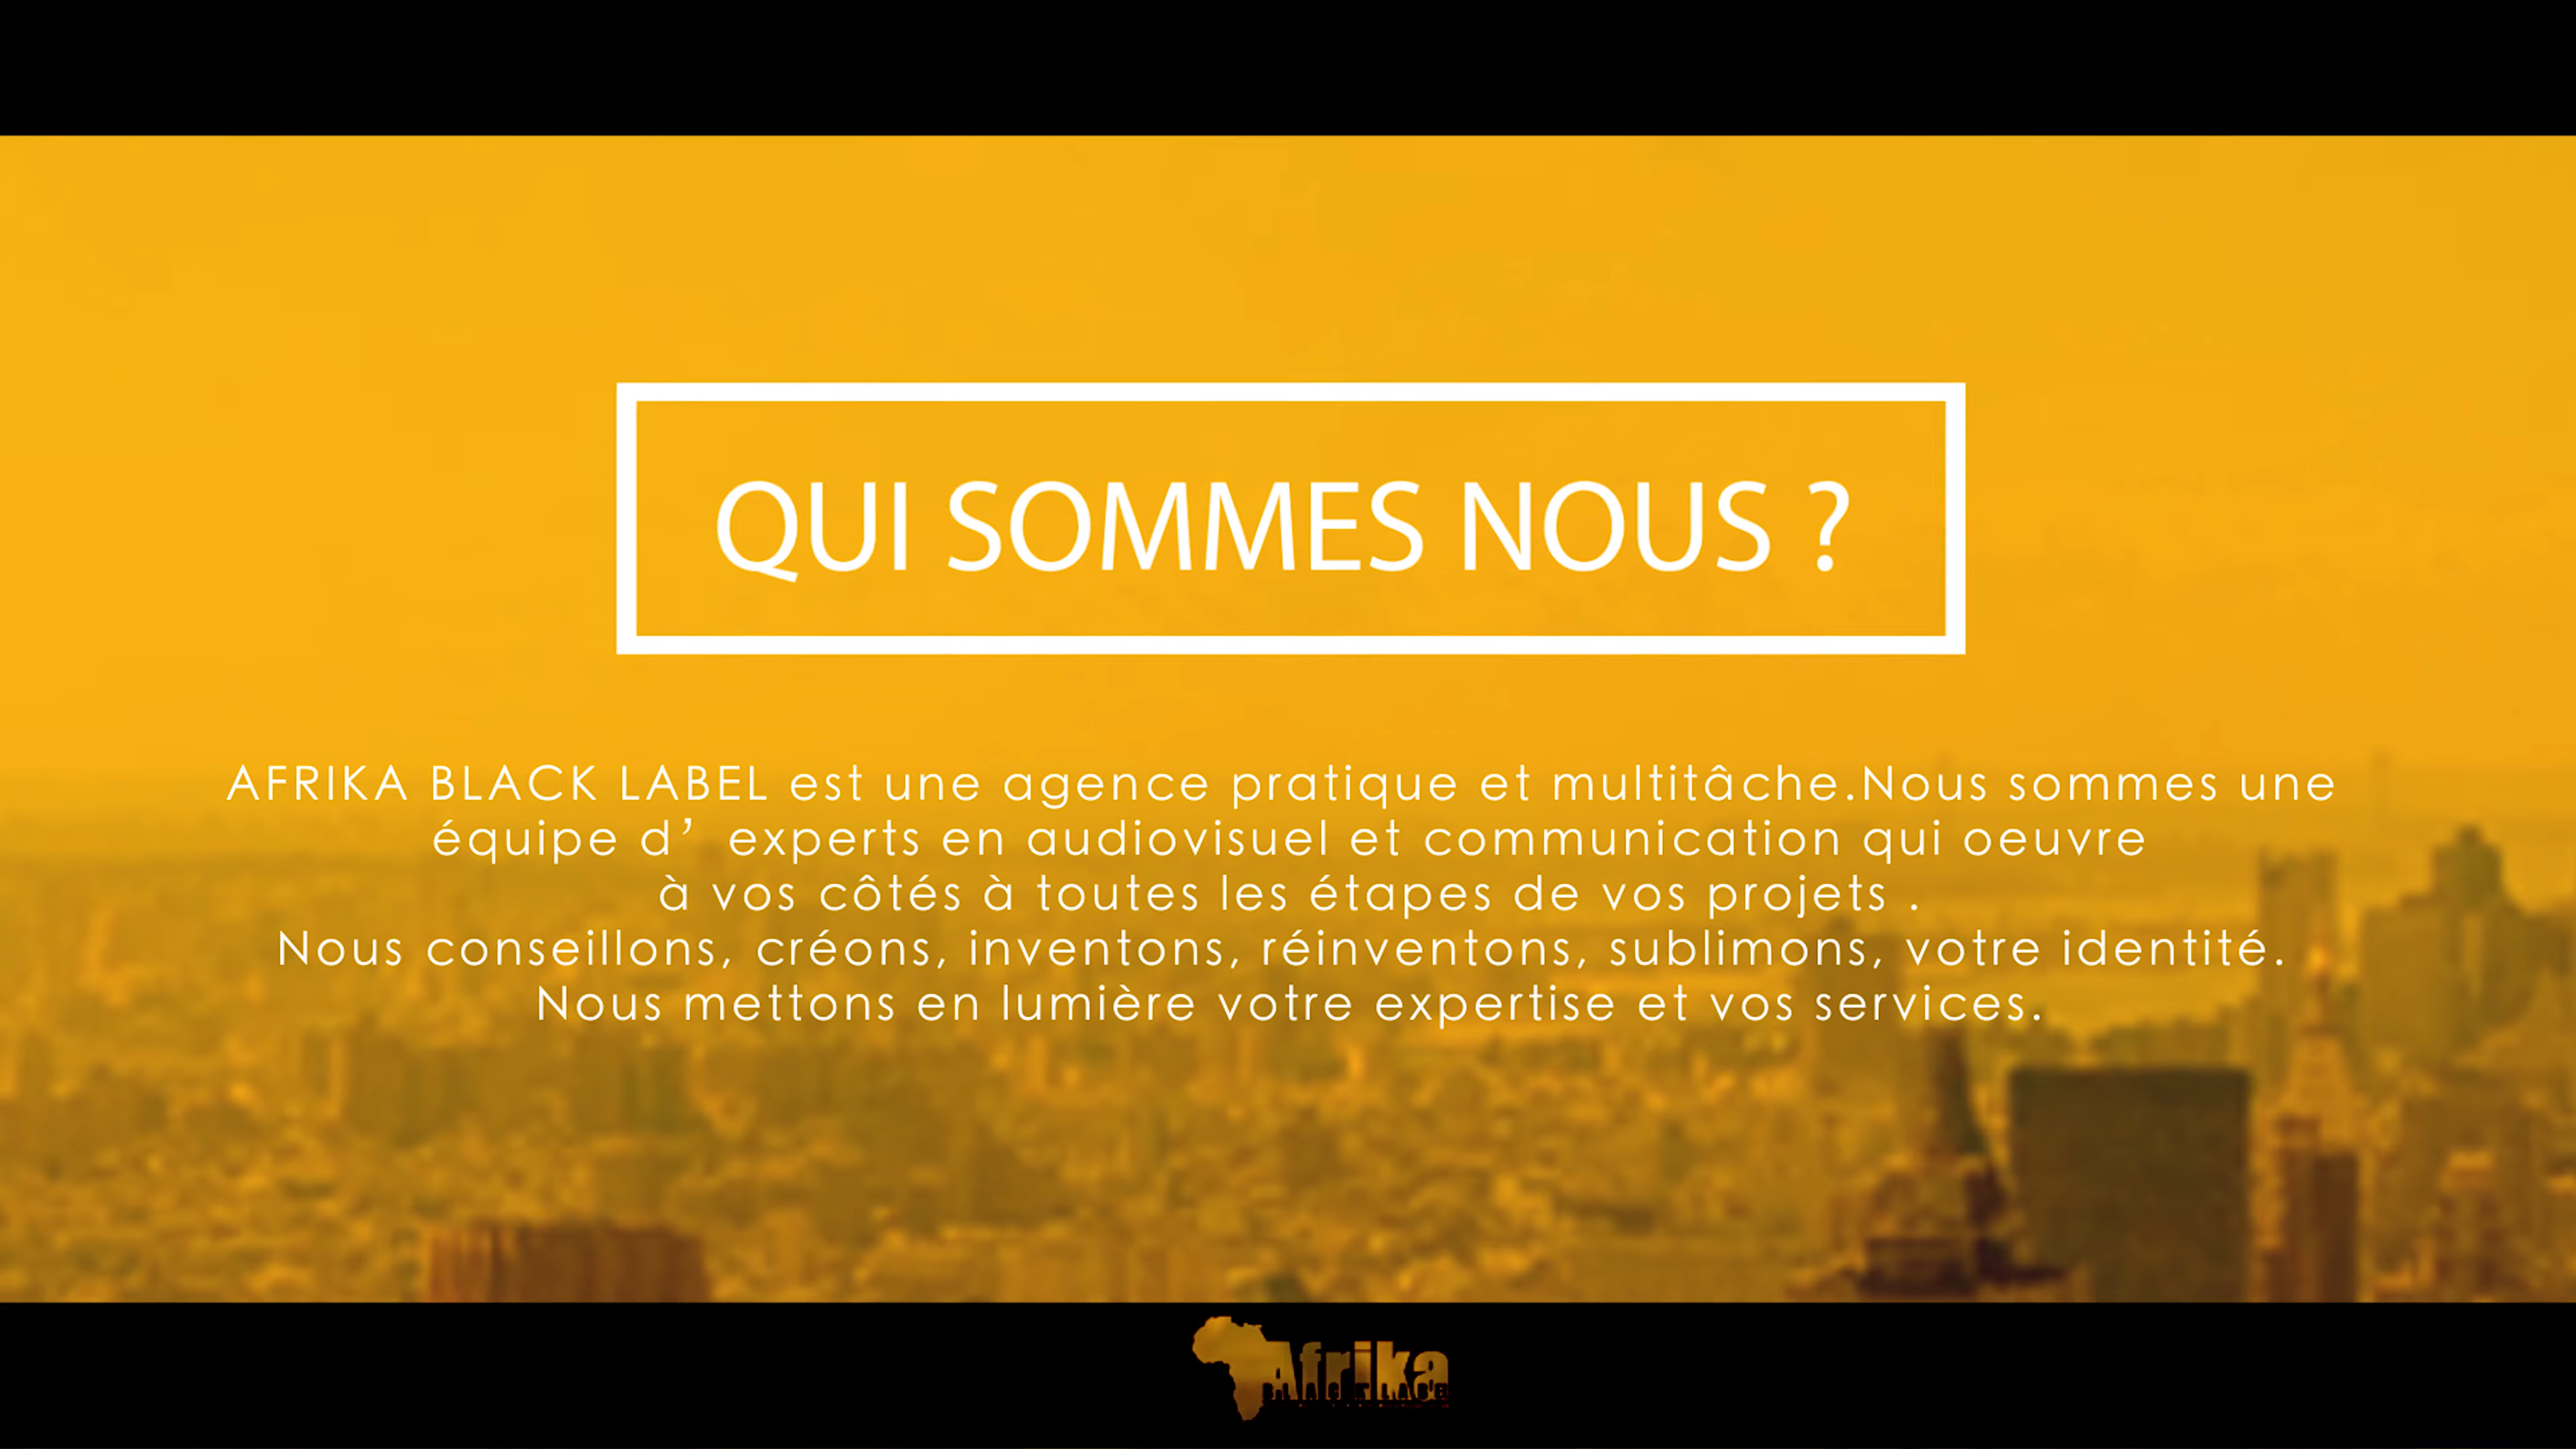 QUI SOMMES NOUS ?
AFRIKA BLACK LABEL est une agence pratique et multitâche.Nous sommes une
équipe d’ experts en audiovisuel et communication qui oeuvre
à vos côtés à toutes les étapes de vos projets .
Nous conseillons, créons, inventons, réinventons, sublimons, votre identité.
Nous mettons en lumière votre expertise et vos services.
Afrika
BLACK LABEL